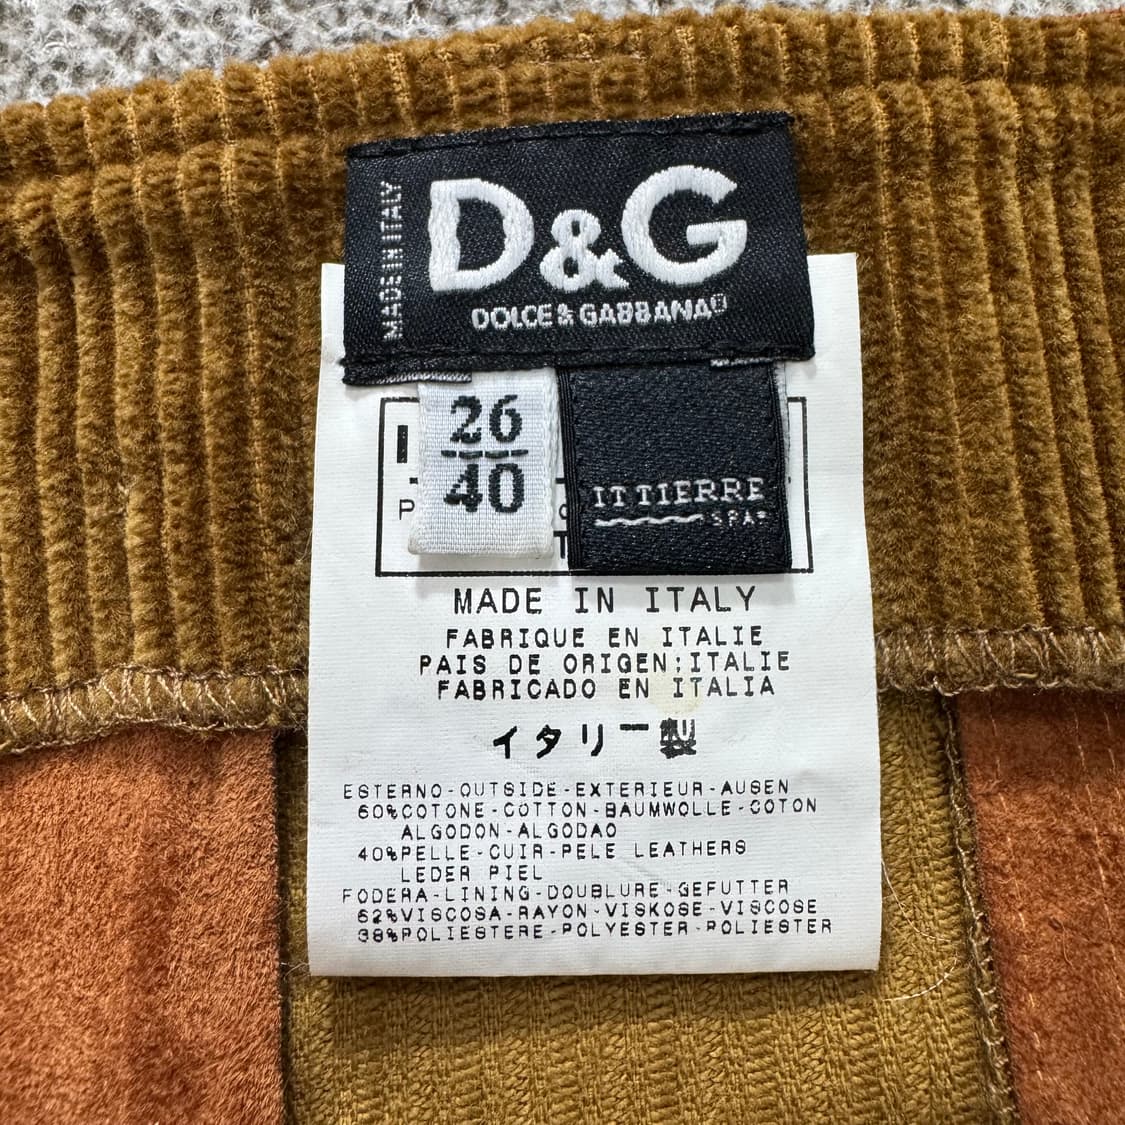 MADE IN ITALY
D&G
DOLCE & GABBANA®
26
40
ITTIERRE
SPA
P
MADE IN ITALY
FABRIQUE EN ITALIE
PAIS DE ORIGEN:ITALIE
FABRICADO EN ITALIA
イタリー製
ESTERNO-OUTSIDE-EXTERIEUR-AUSEN
60%COTONE-COTTON-BAUMWOLLE-COTON
ALGODON-ALGODAO
40%PELLE-CUIR-PELE LEATHERS
LEDER PIEL
FODERA-LINING-DOUBLURE-GEFUTTER
62%VISCOSA-RAYON-VISKOSE-VISCOSE
38%POLIESTERE-POLYESTER-POLIESTER